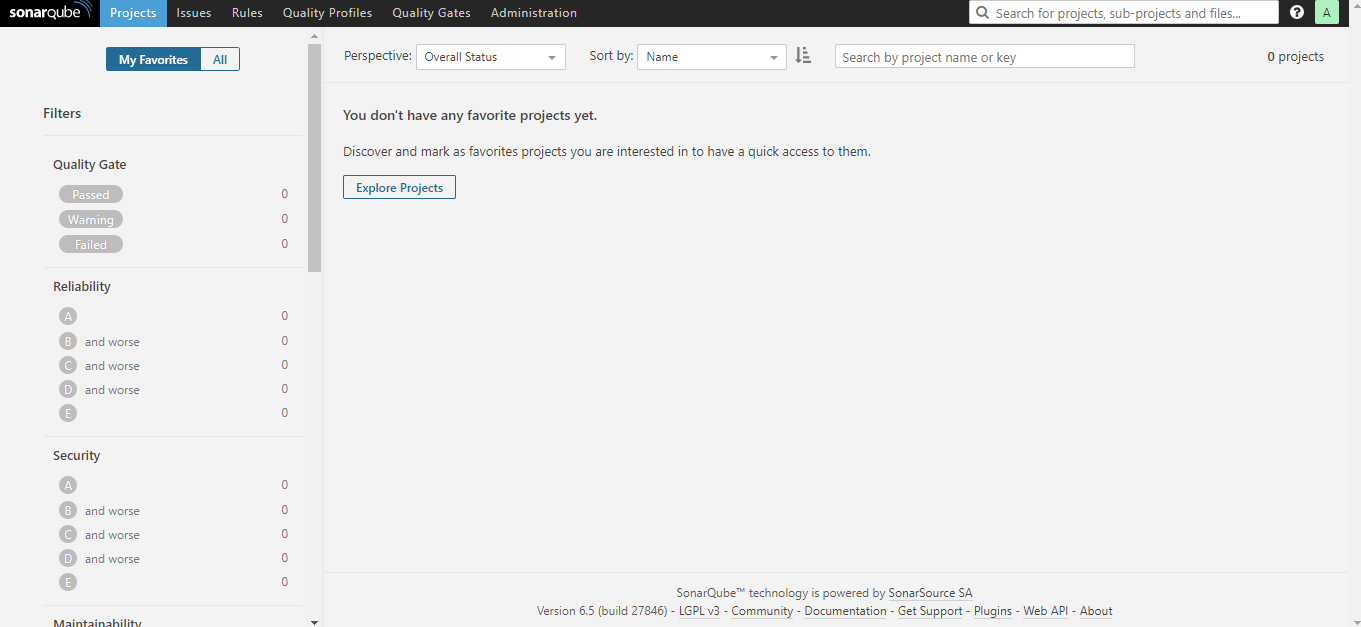 sonarqube Projects Issues Rules Quality Profiles Quality Gates Administration Search for projects, sub-projects and files... ? A
My Favorites All
Perspective: Overall Status Sort by: Name Search by project name or key 0 projects
Filters
Quality Gate
Passed 0
Warning 0
Failed 0
Reliability
A 0
B and worse 0
C and worse 0
D and worse 0
E 0
Security
A 0
B and worse 0
C and worse 0
D and worse 0
E 0
Maintainability
You don't have any favorite projects yet.
Discover and mark as favorites projects you are interested in to have a quick access to them.
Explore Projects
SonarQube™ technology is powered by SonarSource SA
Version 6.5 (build 27846) - LGPL v3 - Community - Documentation - Get Support - Plugins - Web API - About